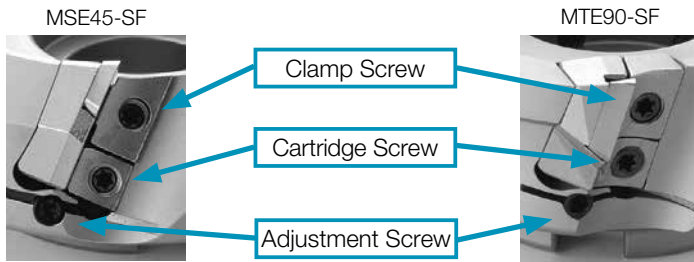 MSE45-SF
MTE90-SF
Clamp Screw
Cartridge Screw
Adjustment Screw